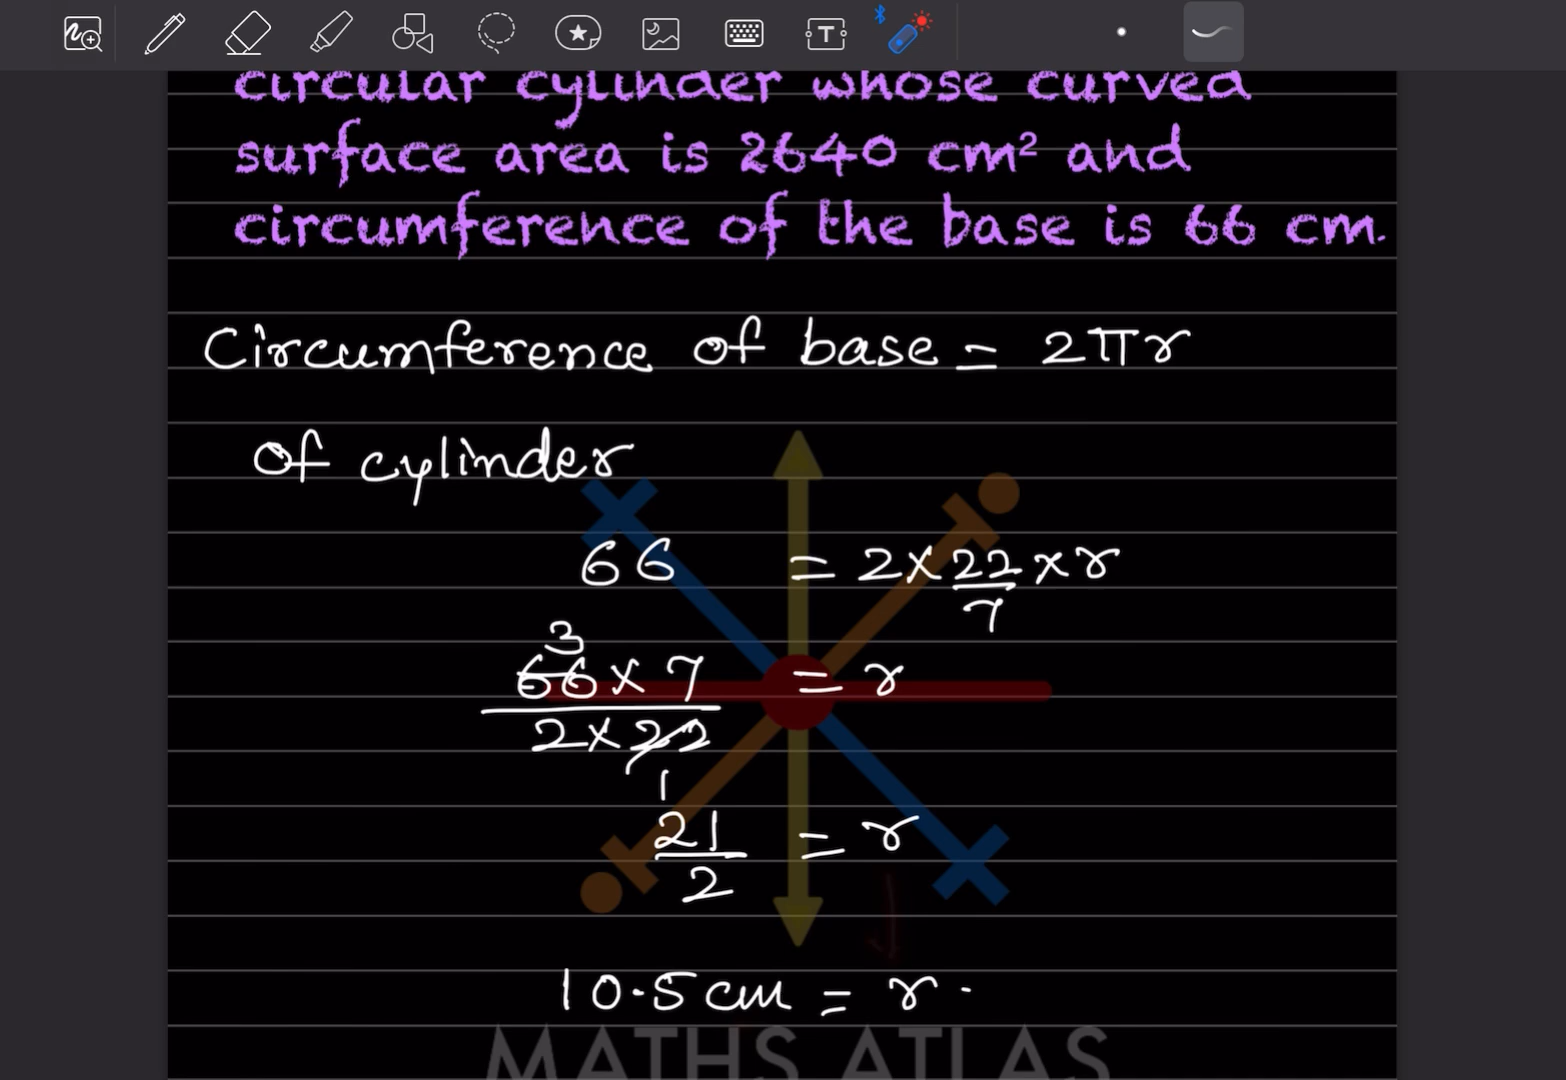 circular cylinder whose curved
surface area is 2640 cm² and
circumference of the base is 66 cm.
Circumference of base = 2πr
of cylinder
66 = 2 × 22/7 × r
3
66 × 7 / 2 × 22 = r
1
21/2 = r
10.5 cm = r.
MATHS ATLAS